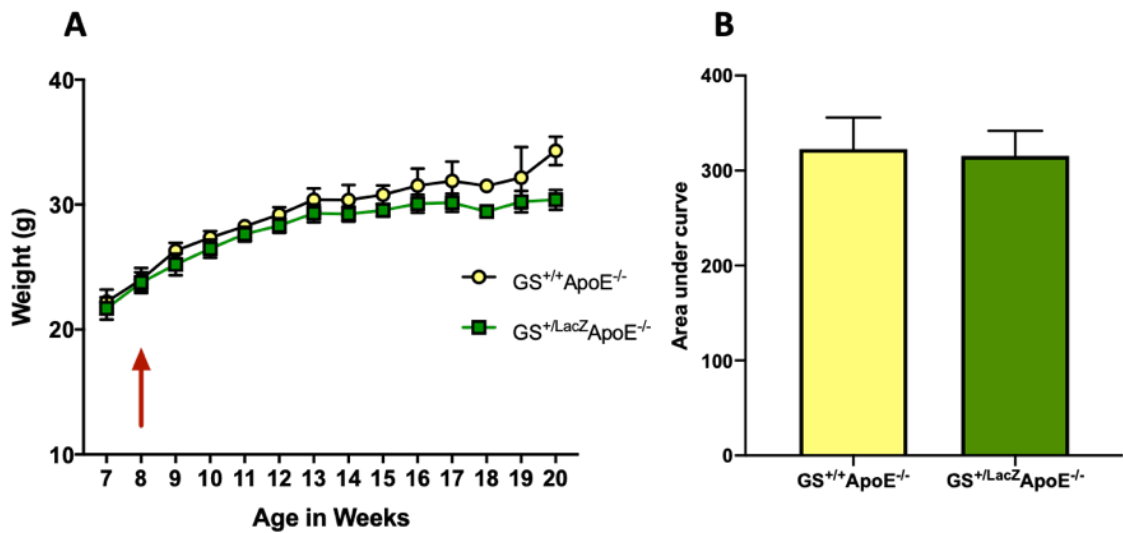 A
Weight (g)
40
30
20
10
7 8 9 10 11 12 13 14 15 16 17 18 19 20
Age in Weeks
GS+/+ApoE-/-
GS+/LacZApoE-/-
B
Area under curve
400
300
200
100
0
GS+/+ApoE-/-
GS+/LacZApoE-/-